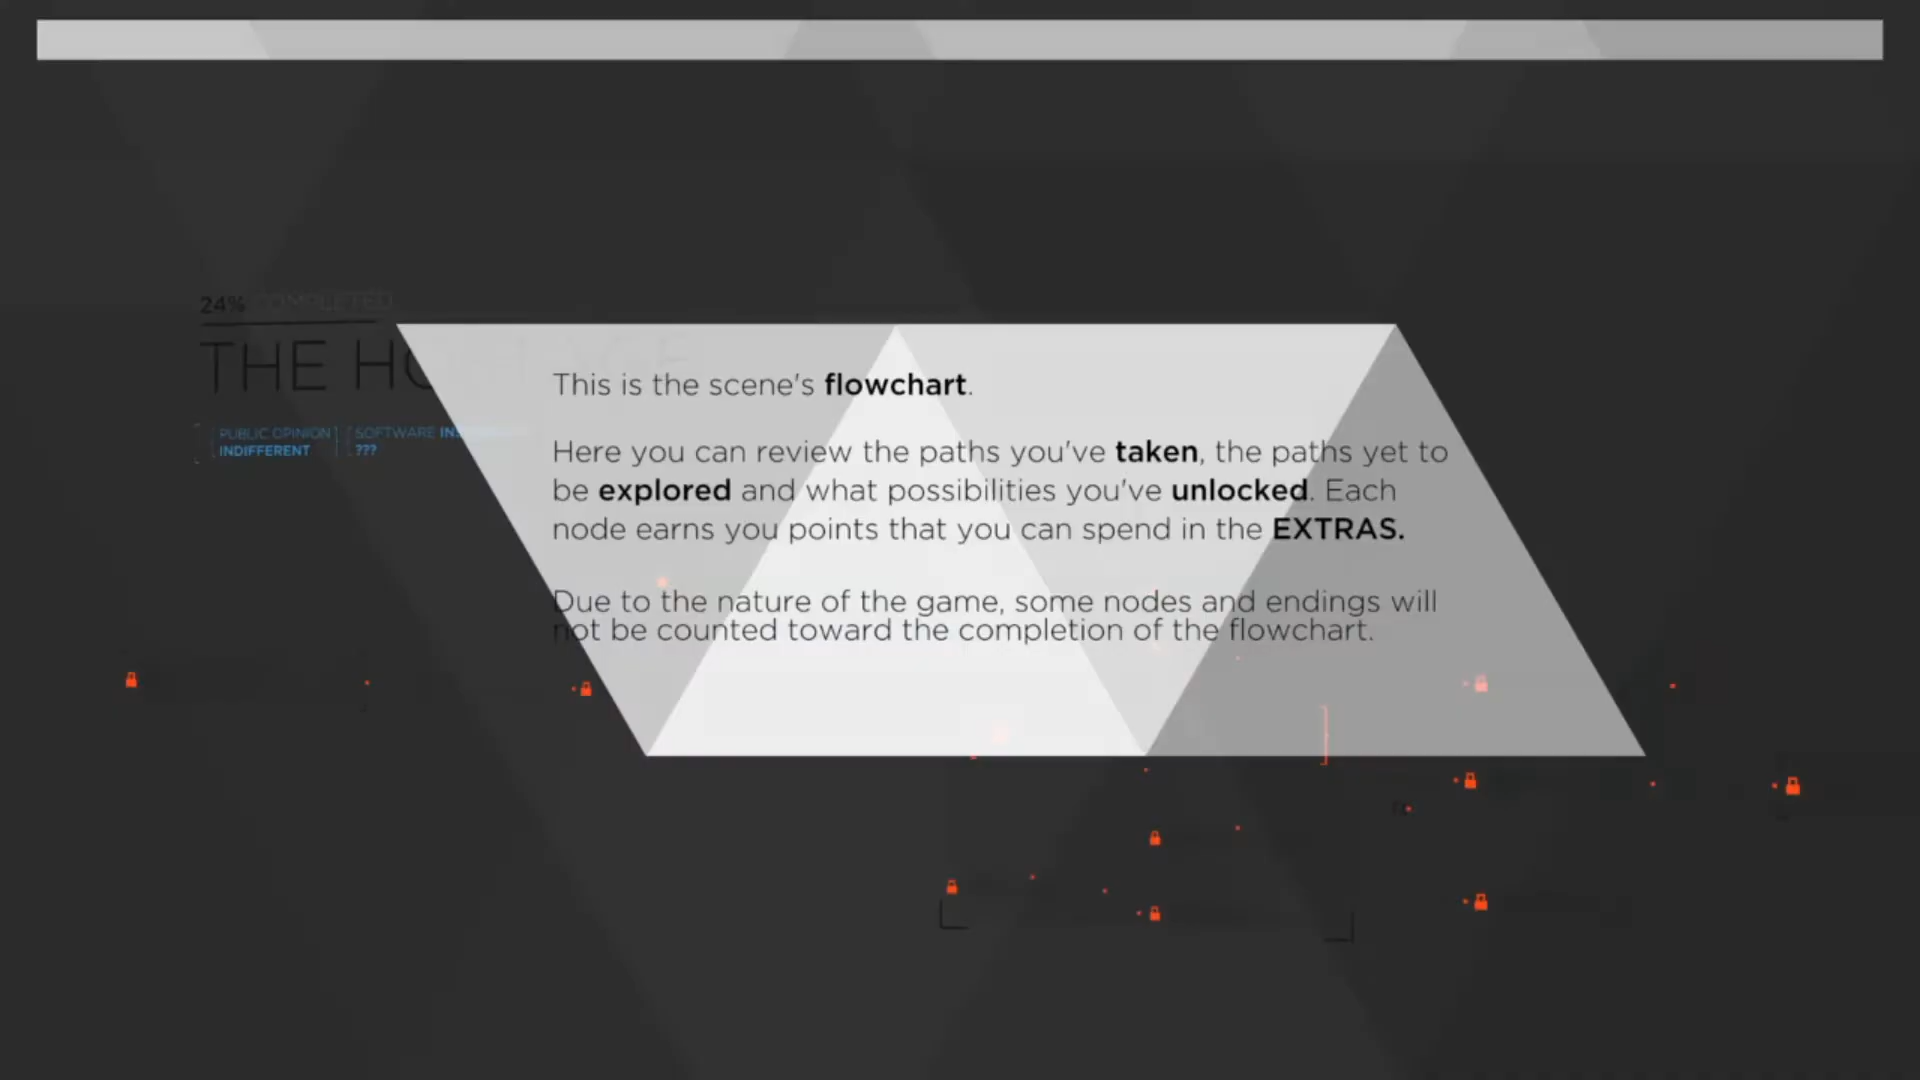 24% COMPLETED
THE HOSTAGE
PUBLIC OPINION
INDIFFERENT
SOFTWARE
???
This is the scene's flowchart.
Here you can review the paths you've taken, the paths yet to
be explored and what possibilities you've unlocked. Each
node earns you points that you can spend in the EXTRAS.
Due to the nature of the game, some nodes and endings will
not be counted toward the completion of the flowchart.